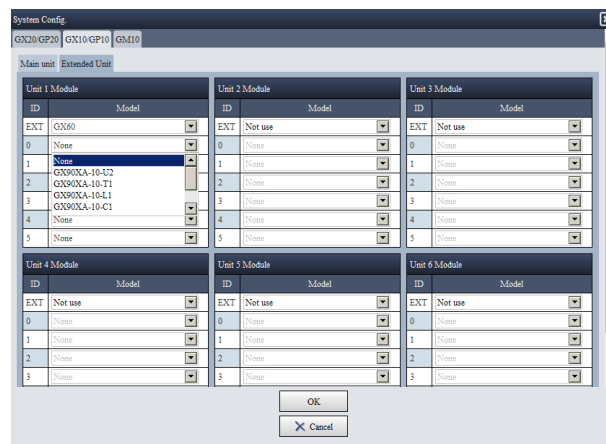 System Config.
GX20/GP20 GX10/GP10 GM10
Main unit Extended Unit
Unit 1 Module Unit 2 Module Unit 3 Module
ID Model ID Model ID Model
EXT GX60 EXT Not use EXT Not use
0 None 0 None 0 None
1 None 1 None 1 None
GX90XA-10-U2
2 GX90XA-10-T1 2 None 2 None
3 GX90XA-10-L1 3 None 3 None
GX90XA-10-C1
4 None 4 None 4 None
5 None 5 None 5 None
Unit 4 Module Unit 5 Module Unit 6 Module
ID Model ID Model ID Model
EXT Not use EXT Not use EXT Not use
0 None 0 None 0 None
1 None 1 None 1 None
2 None 2 None 2 None
3 None 3 None 3 None
OK
Cancel